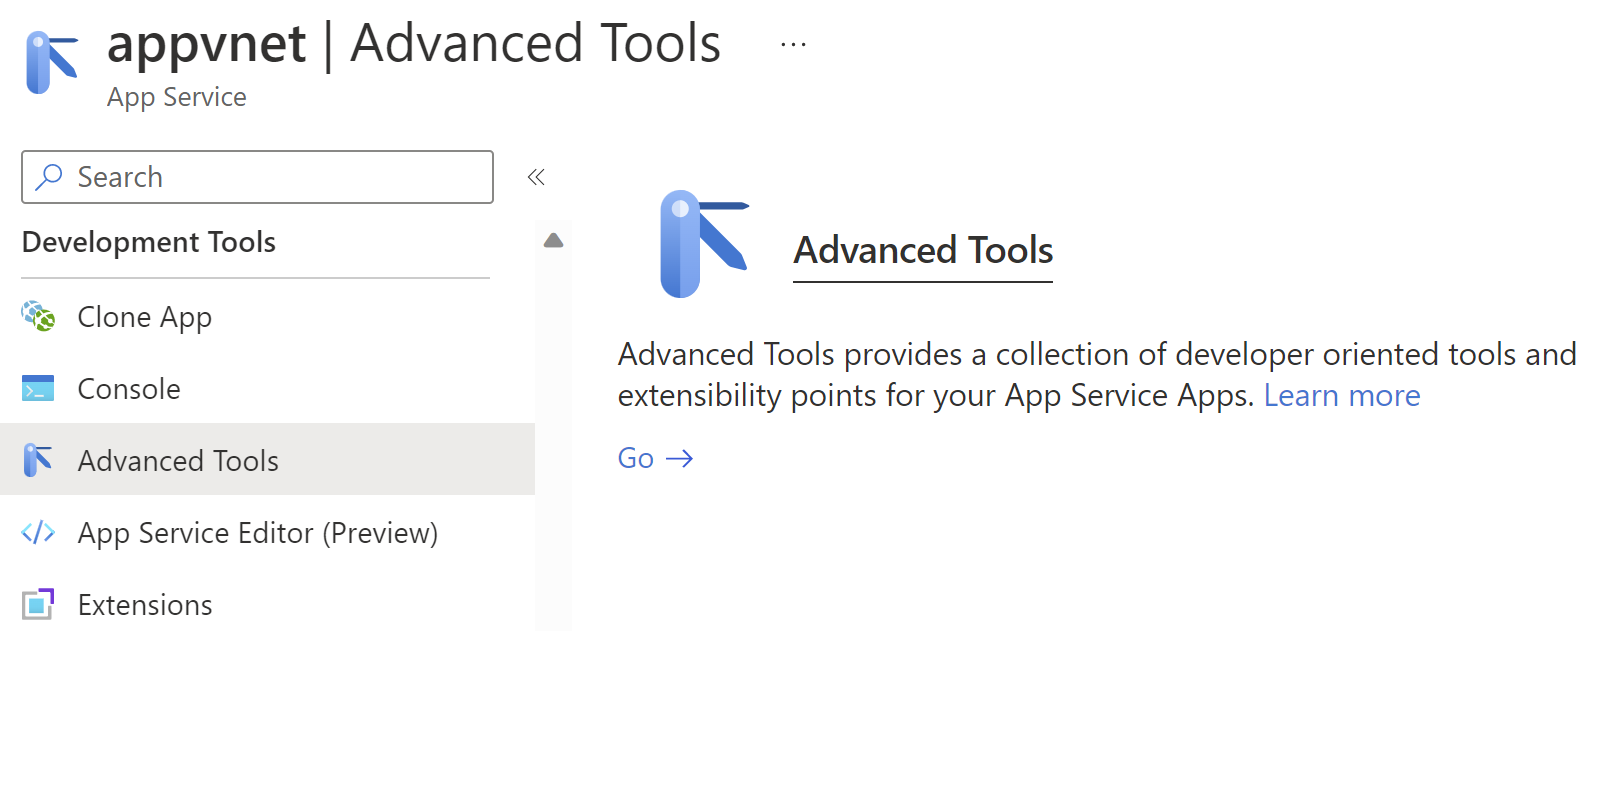 appvnet | Advanced Tools ...
App Service
Search
Development Tools
Clone App
Console
Advanced Tools
App Service Editor (Preview)
Extensions
Advanced Tools
Advanced Tools provides a collection of developer oriented tools and
extensibility points for your App Service Apps. Learn more
Go →